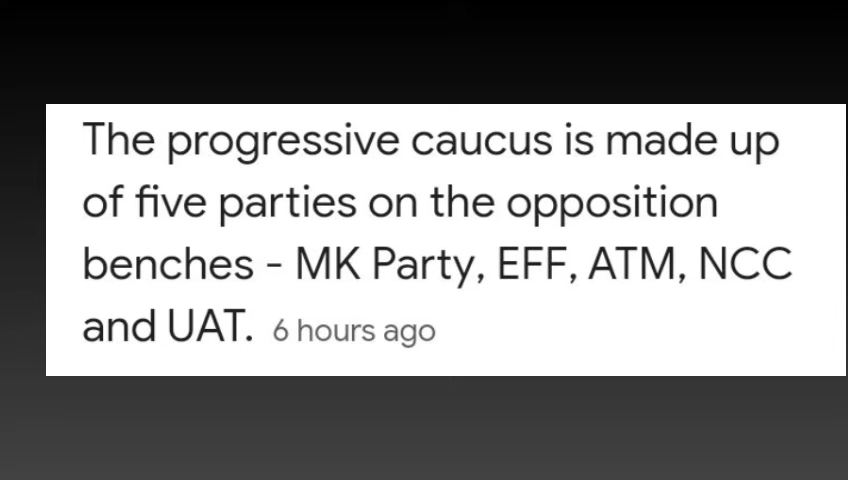 The progressive caucus is made up
of five parties on the opposition
benches - MK Party, EFF, ATM, NCC
and UAT. 6 hours ago